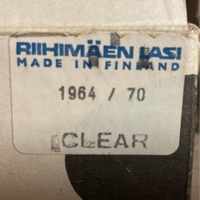 RIIHIMÄEN LASI
MADE IN FINLAND
1964 / 70
CLEAR